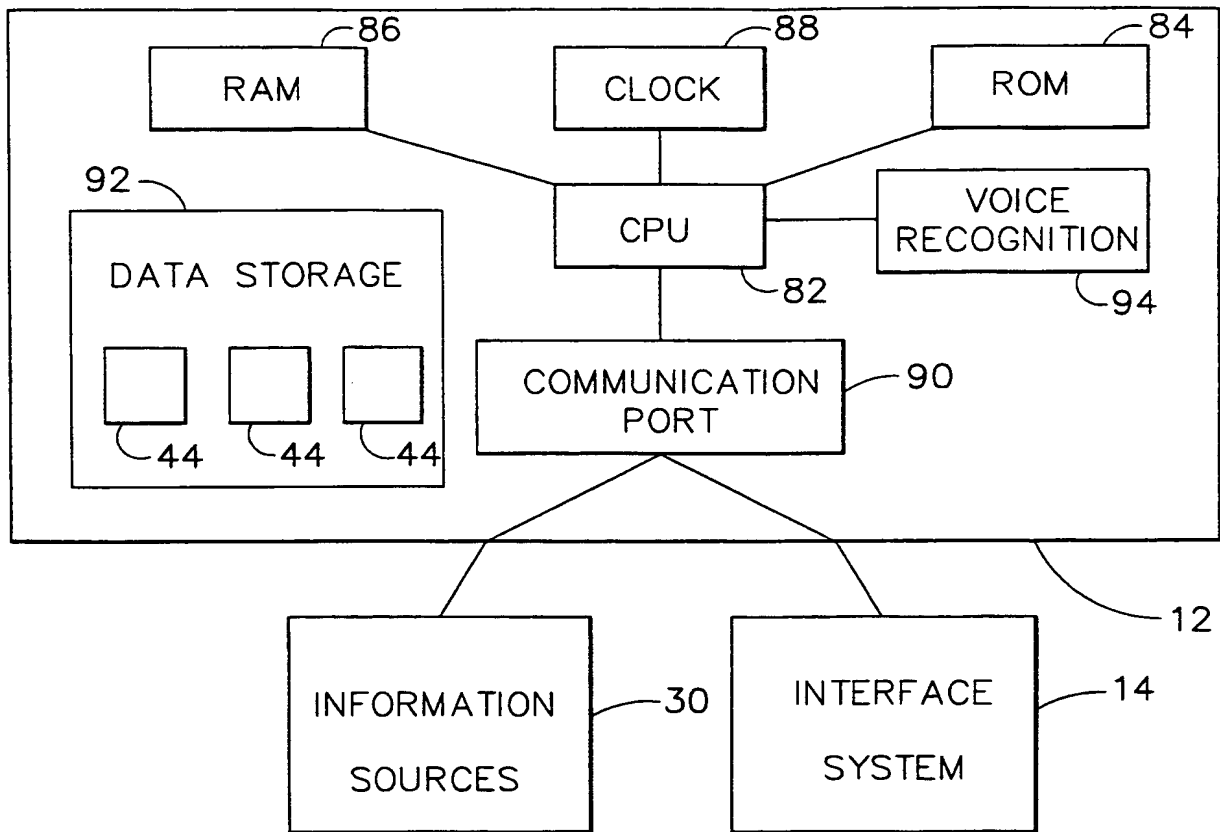 86
88
84
RAM
CLOCK
ROM
92
CPU
VOICE
RECOGNITION
DATA STORAGE
82
94
COMMUNICATION
PORT
90
44
44
44
12
INFORMATION
SOURCES
30
INTERFACE
SYSTEM
14